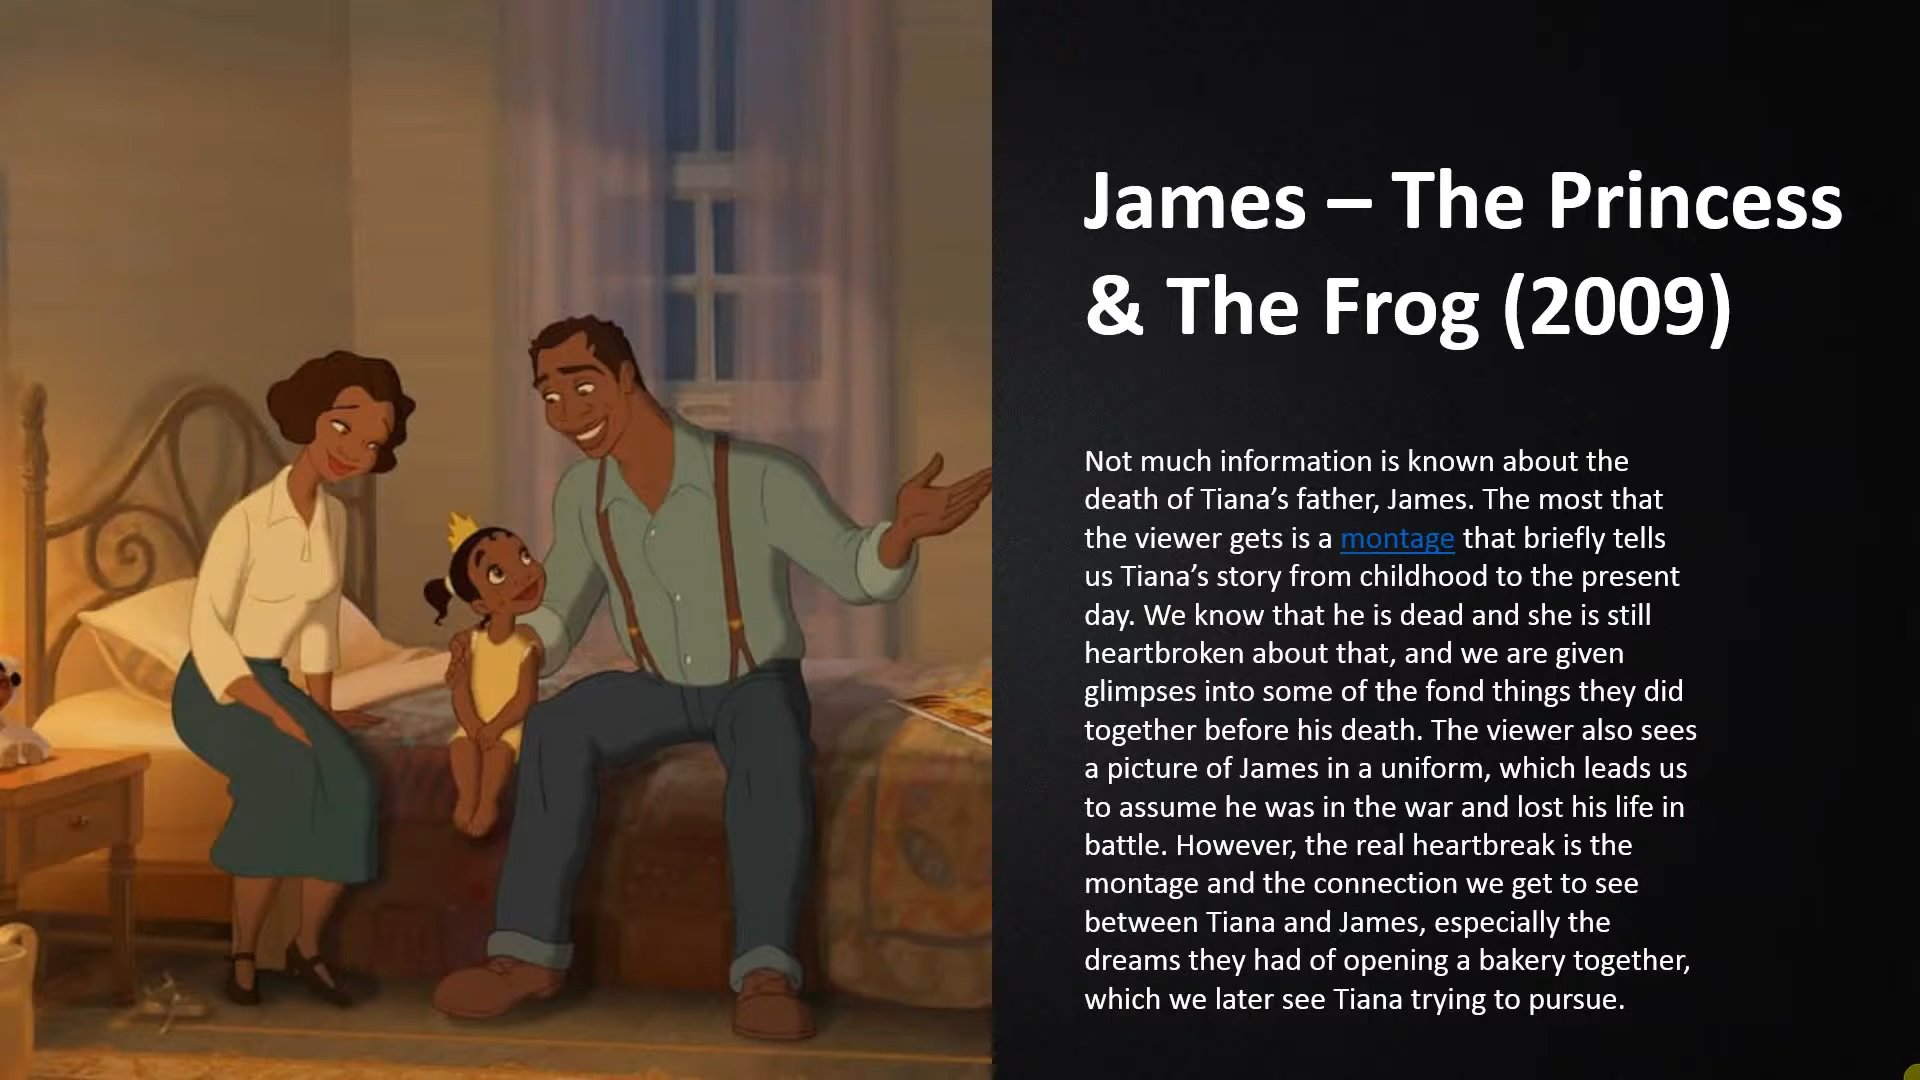 James – The Princess
& The Frog (2009)
Not much information is known about the
death of Tiana’s father, James. The most that
the viewer gets is a montage that briefly tells
us Tiana’s story from childhood to the present
day. We know that he is dead and she is still
heartbroken about that, and we are given
glimpses into some of the fond things they did
together before his death. The viewer also sees
a picture of James in a uniform, which leads us
to assume he was in the war and lost his life in
battle. However, the real heartbreak is the
montage and the connection we get to see
between Tiana and James, especially the
dreams they had of opening a bakery together,
which we later see Tiana trying to pursue.